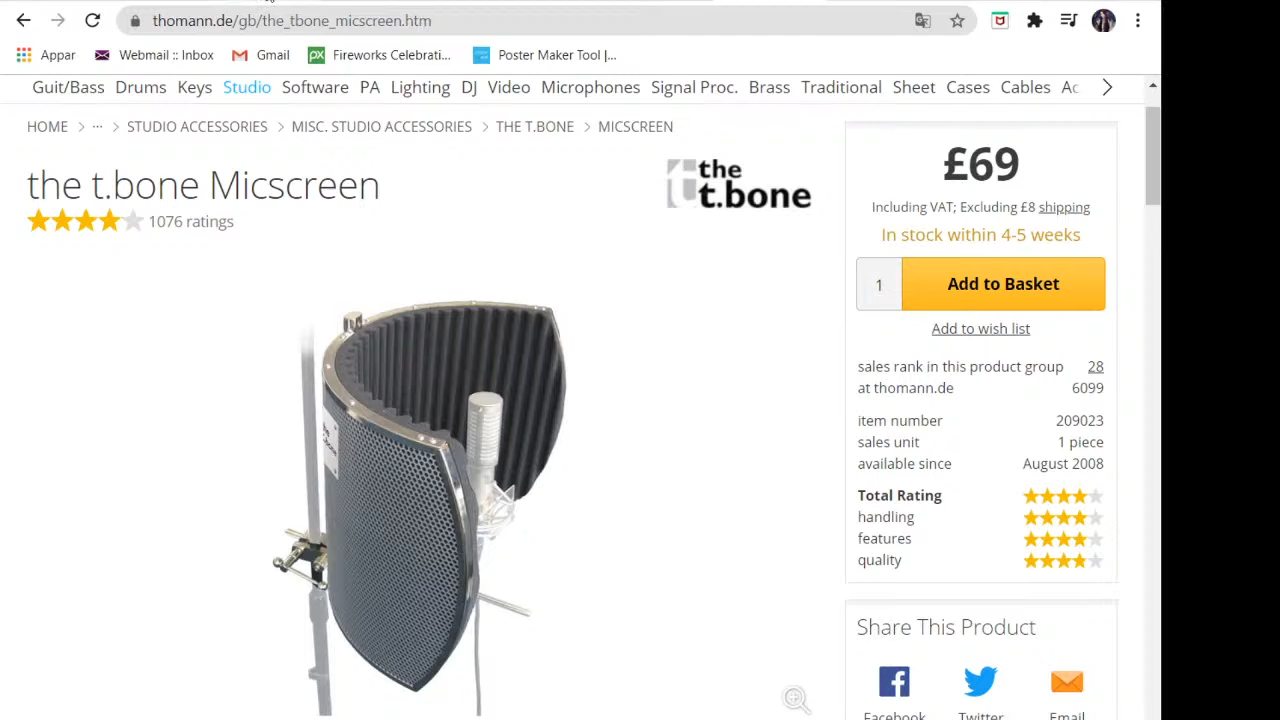 thomann.de/gb/the_tbone_micscreen.htm
Appar Webmail :: Inbox Gmail Fireworks Celebrati... Poster Maker Tool |...
Guit/Bass Drums Keys Studio Software PA Lighting DJ Video Microphones Signal Proc. Brass Traditional Sheet Cases Cables Ac
HOME > ... > STUDIO ACCESSORIES > MISC. STUDIO ACCESSORIES > THE T.BONE > MICSCREEN
the t.bone Micscreen
1076 ratings
the
t.bone
the
t.bone
£69
Including VAT; Excluding £8 shipping
In stock within 4-5 weeks
1 Add to Basket
Add to wish list
sales rank in this product group 28
at thomann.de 6099
item number 209023
sales unit 1 piece
available since August 2008
Total Rating
handling
features
quality
Share This Product
Facebook Twitter Email